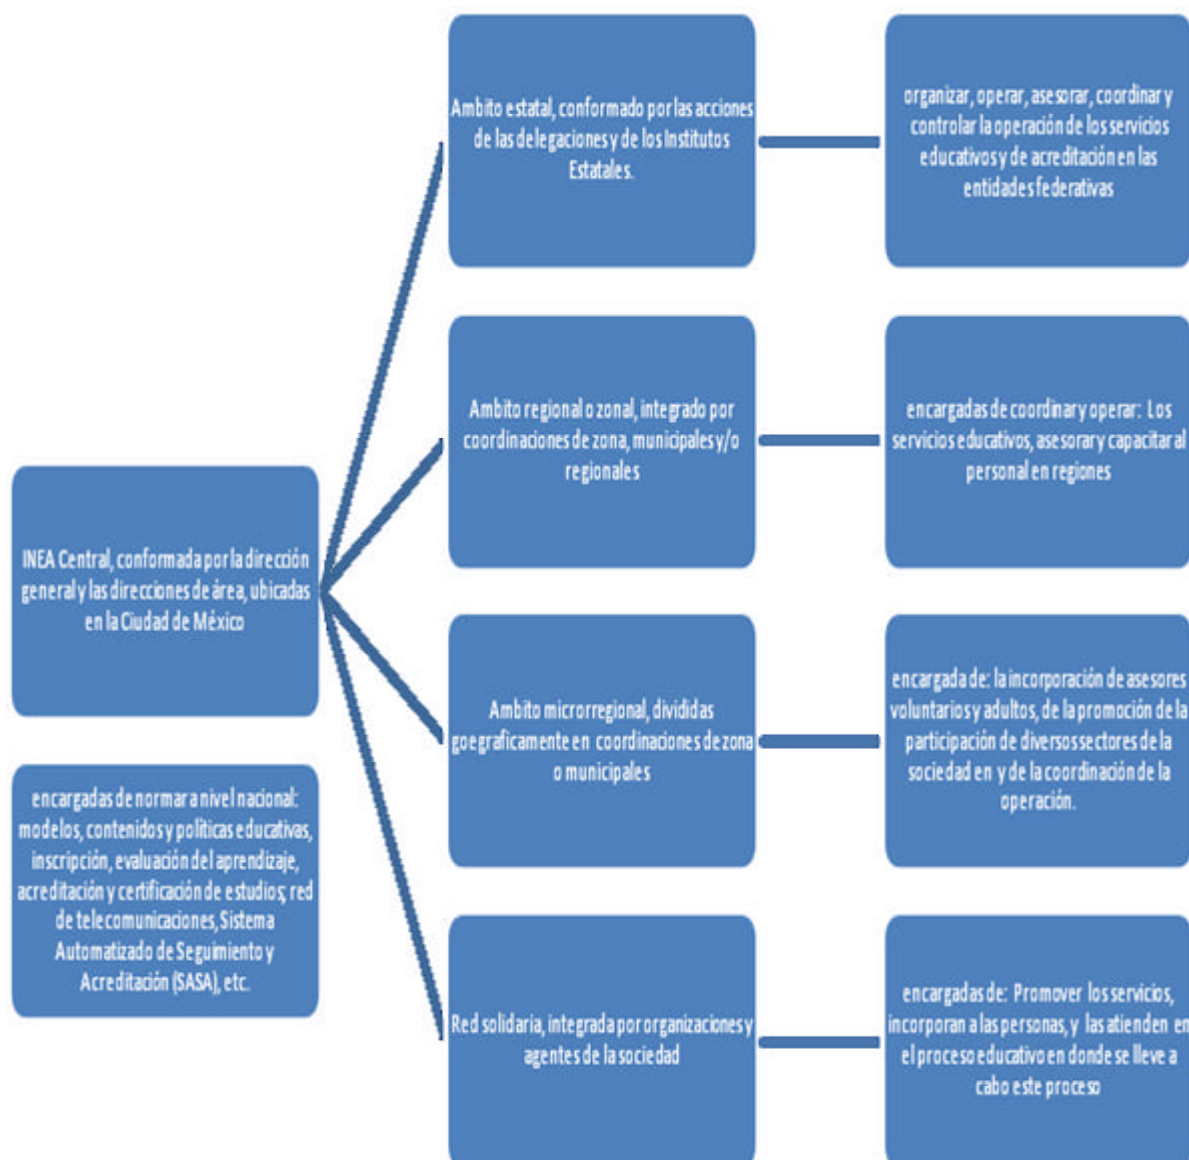 Ambito estatal, conformado por las acciones
de las delegaciones y de los Institutos
Estatales.
organizar, operar, asesorar, coordinar y
controlar la operación de los servicios
educativos y de acreditación en las
entidades federativas
Ambito regional o zonal, integrado por
coordinaciones de zona, municipales y/o
regionales
encargadas de coordinar y operar: Los
servicios educativos, asesorar y capacitar al
personal en regiones
INEA Central, conformada por la dirección
general y las direcciones de área, ubicadas
en la Ciudad de México
Ambito microrregional, divididas
goegraficamente en coordinaciones de zona
o municipales
encargada de: la incorporación de asesores
voluntarios y adultos, de la promoción de la
participación de diversos sectores de la
sociedad en y de la coordinación de la
operación.
encargadas de normar a nivel nacional:
modelos, contenidos y políticas educativas,
inscripción, evaluación del aprendizaje,
acreditación y certificación de estudios; red
de telecomunicaciones, Sistema
Automatizado de Seguimiento y
Acreditación (SASA), etc.
Red solidaria, integrada por organizaciones y
agentes de la sociedad
encargadas de: Promover los servicios,
incorporan a las personas, y las atienden en
el proceso educativo en donde se lleve a
cabo este proceso